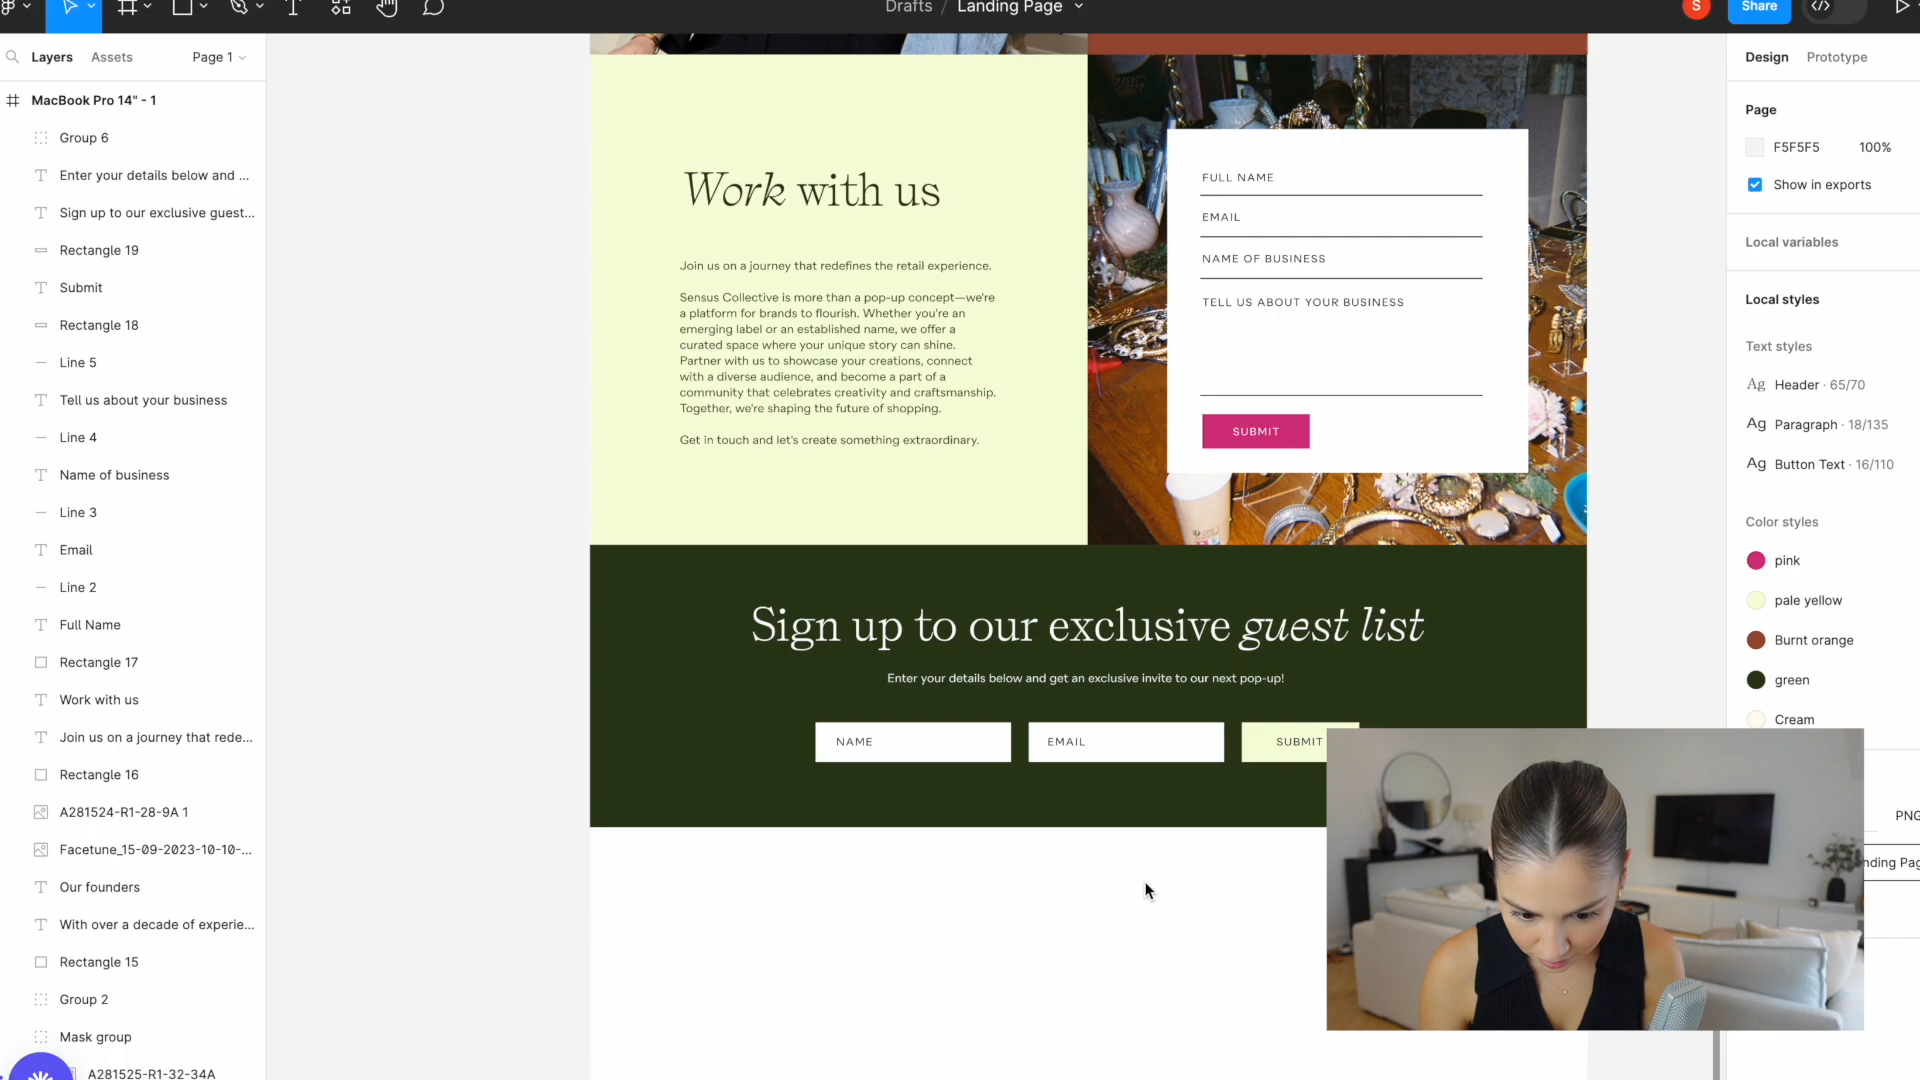 Drafts / Landing Page
S
Share
Layers
Assets
Page 1
MacBook Pro 14" - 1
Group 6
Enter your details below and ...
Sign up to our exclusive guest...
Rectangle 19
Submit
Rectangle 18
Line 5
Tell us about your business
Line 4
Name of business
Line 3
Email
Line 2
Full Name
Rectangle 17
Work with us
Join us on a journey that rede...
Rectangle 16
A281524-R1-28-9A 1
Facetune_15-09-2023-10-10-...
Our founders
With over a decade of experie...
Rectangle 15
Group 2
Mask group
A281525-R1-32-34A
Work with us
Join us on a journey that redefines the retail experience.
Sensus Collective is more than a pop-up concept—we're
a platform for brands to flourish. Whether you're an
emerging label or an established name, we offer a
curated space where your unique story can shine.
Partner with us to showcase your creations, connect
with a diverse audience, and become a part of a
community that celebrates creativity and craftsmanship.
Together, we're shaping the future of shopping.
Get in touch and let's create something extraordinary.
FULL NAME
EMAIL
NAME OF BUSINESS
TELL US ABOUT YOUR BUSINESS
SUBMIT
Sign up to our exclusive guest list
Enter your details below and get an exclusive invite to our next pop-up!
NAME
EMAIL
SUBMIT
Design
Prototype
Page
F5F5F5
100%
Show in exports
Local variables
Local styles
Text styles
Ag Header · 65/70
Ag Paragraph · 18/135
Ag Button Text · 16/110
Color styles
pink
pale yellow
Burnt orange
green
Cream
PNG
nding Pag